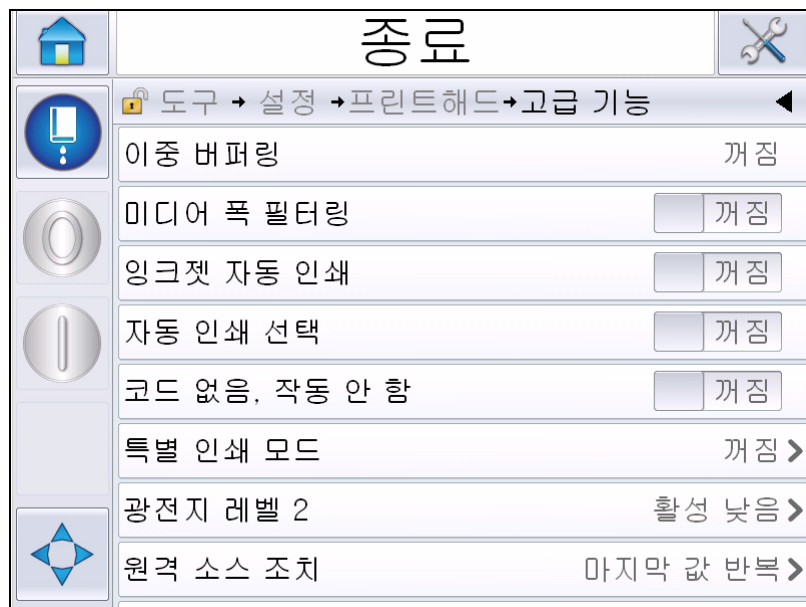 종료
도구 → 설정 →프린트해드→고급 기능
이중 버퍼링 꺼짐
미디어 폭 필터링 꺼짐
잉크젯 자동 인쇄 꺼짐
자동 인쇄 선택 꺼짐
코드 없음, 작동 안 함 꺼짐
특별 인쇄 모드 꺼짐
광전지 레벨 2 활성 낮음
원격 소스 조치 마지막 값 반복